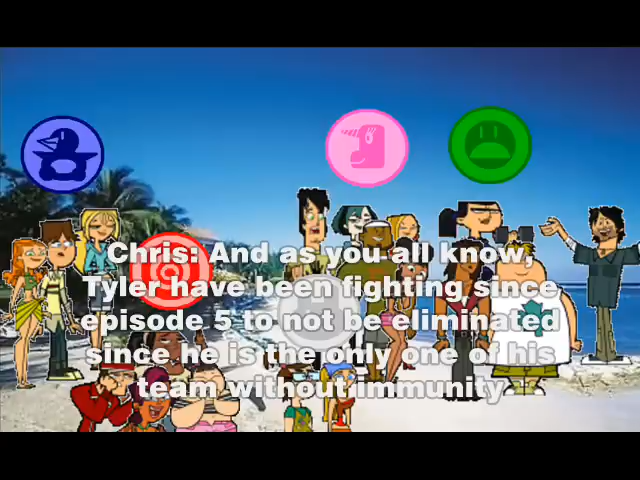 Chris: And as you all know,
Tyler have been fighting since
episode 5 to not be eliminated
since he is the only one of his
team without immunity